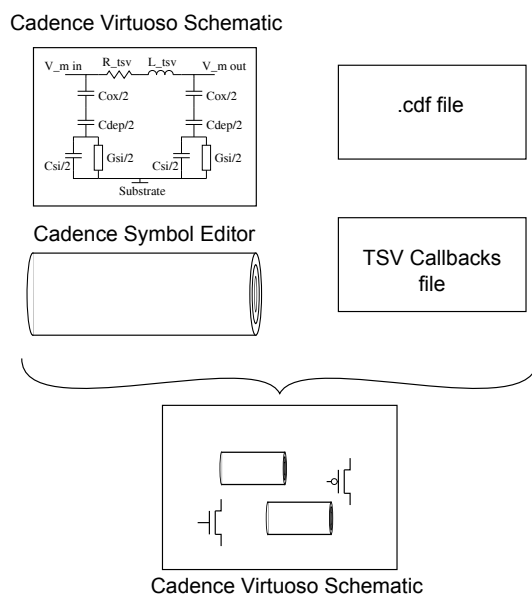 Cadence Virtuoso Schematic
V_m in
R_tsv
L_tsv
V_m out
Cox/2
Cox/2
Cdep/2
Cdep/2
Csi/2
Gsi/2
Csi/2
Gsi/2
Substrate
.cdf file
Cadence Symbol Editor
TSV Callbacks
file
Cadence Virtuoso Schematic